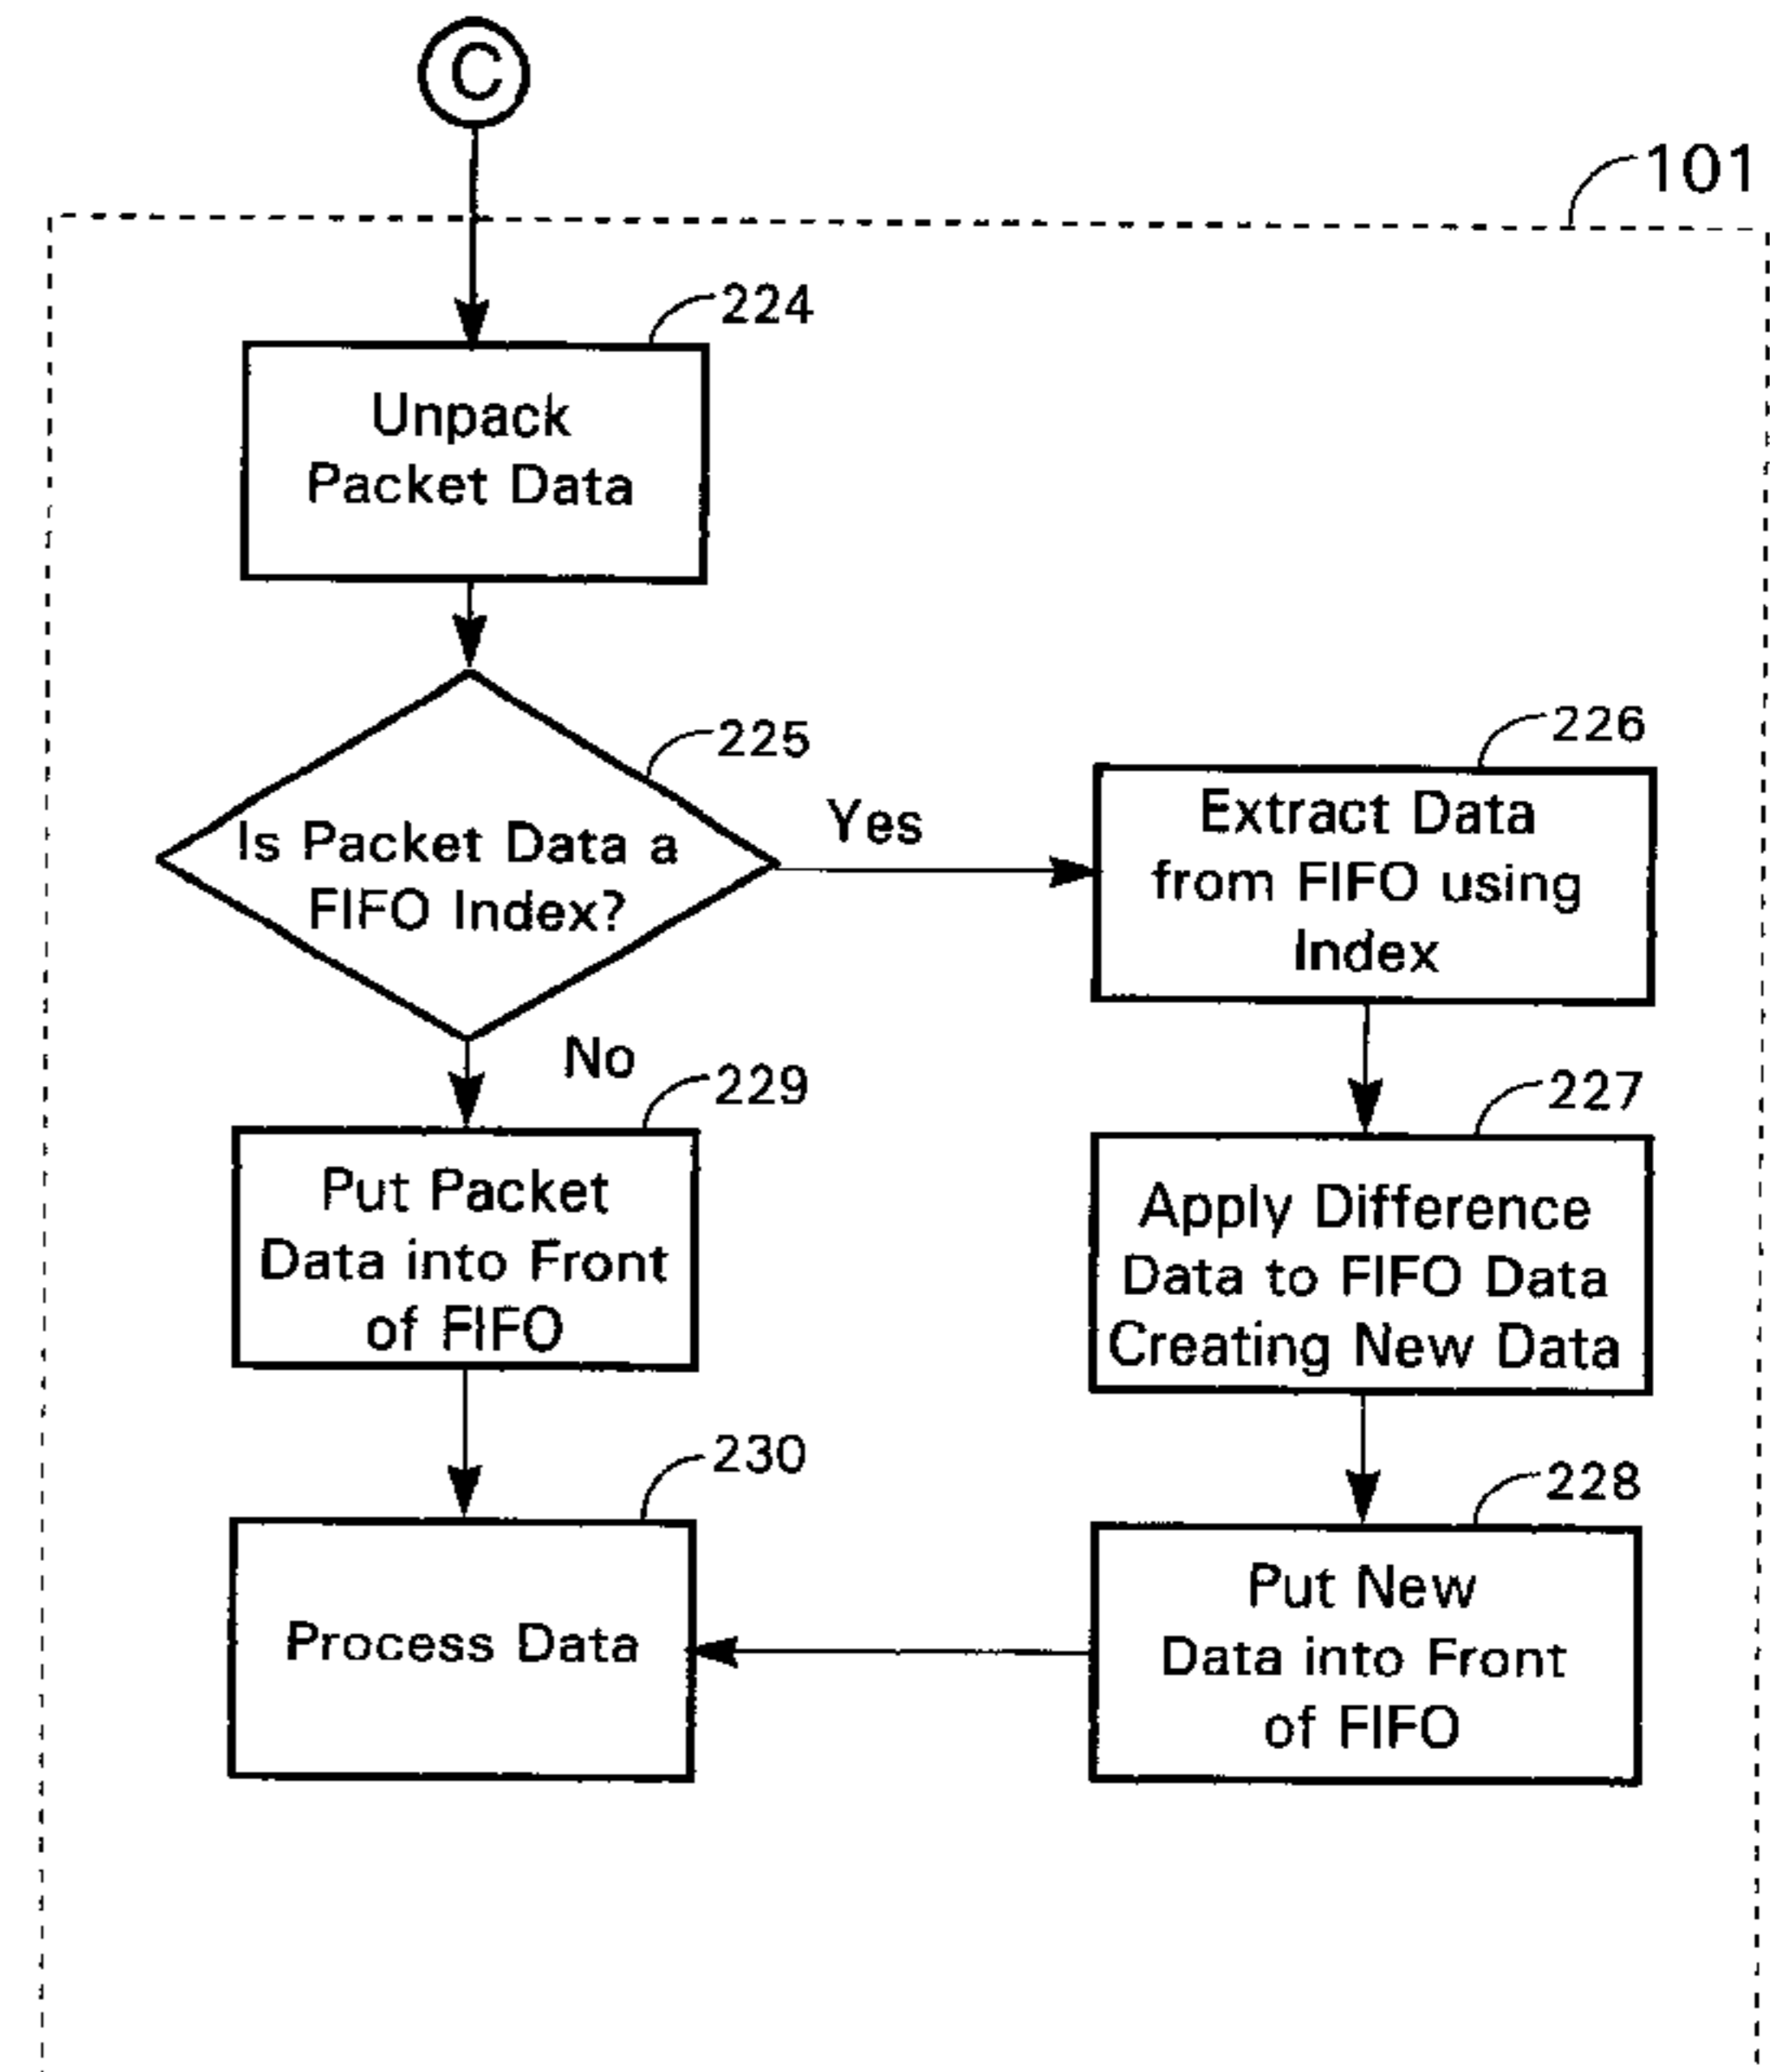 C
101
224
Unpack
Packet Data
225
Is Packet Data a
FIFO Index?
Yes
226
Extract Data
from FIFO using
Index
No
229
Put Packet
Data into Front
of FIFO
227
Apply Difference
Data to FIFO Data
Creating New Data
230
Process Data
228
Put New
Data into Front
of FIFO